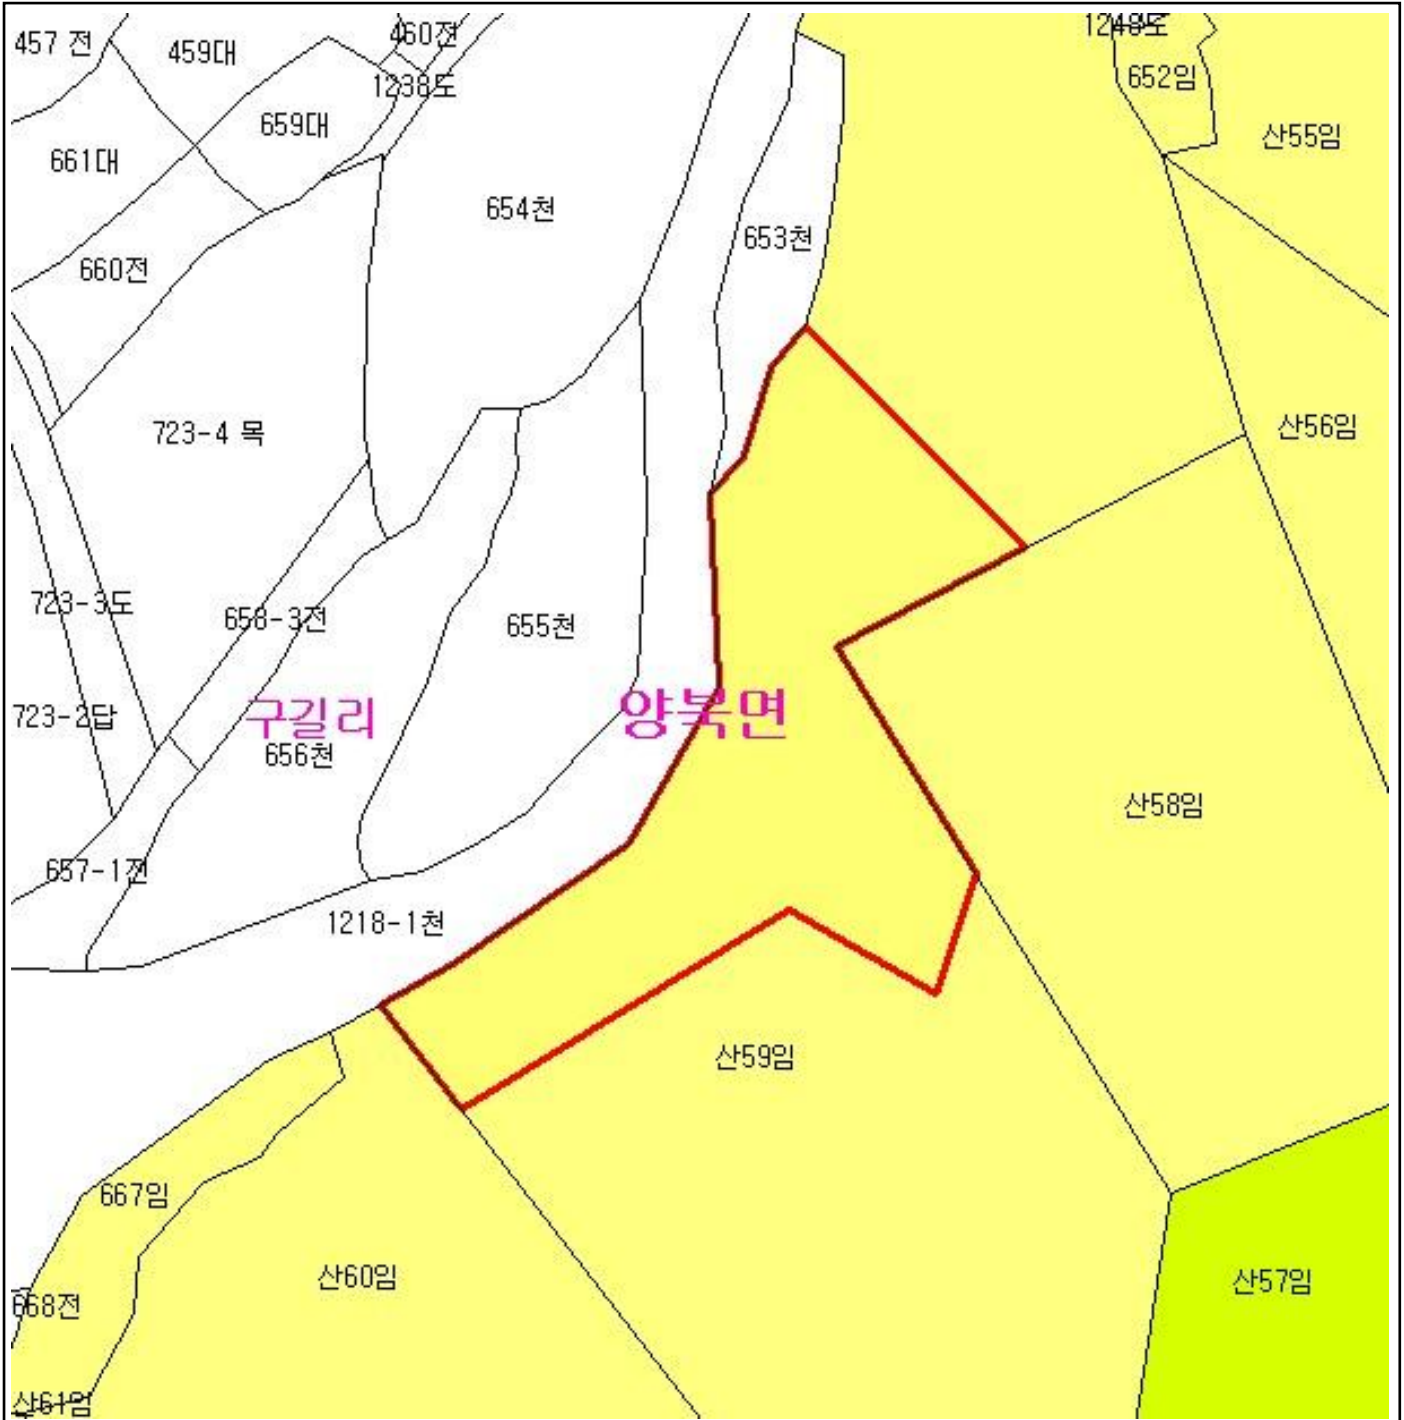 457 전
459대
460전
1248도
1238도
652임
659대
산55임
661대
654천
653천
660전
723-4 목
산56임
723-3도
658-3전
655천
723-2답
구길리
양북면
656천
산58임
657-1전
1218-1천
산59임
667임
산60임
산57임
668전
산61임